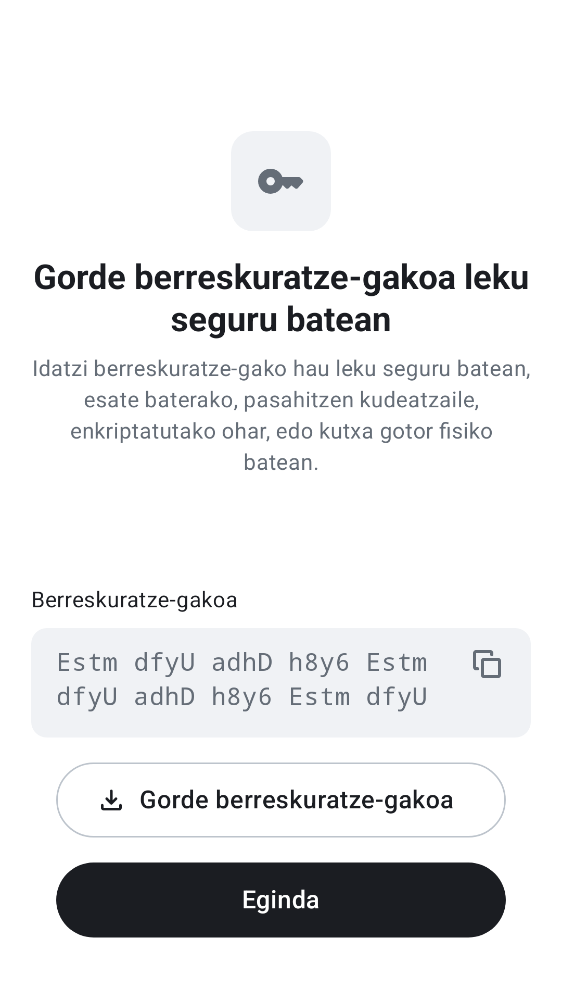 Gorde berreskuratze-gakoa leku
seguru batean
Idatzi berreskuratze-gako hau leku seguru batean,
esate baterako, pasahitzen kudeatzaile,
enkriptatutako ohar, edo kutxa gotor fisiko
batean.
Berreskuratze-gakoa
Estm dfyU adhD h8y6 Estm
dfyU adhD h8y6 Estm dfyU
Gorde berreskuratze-gakoa
Eginda